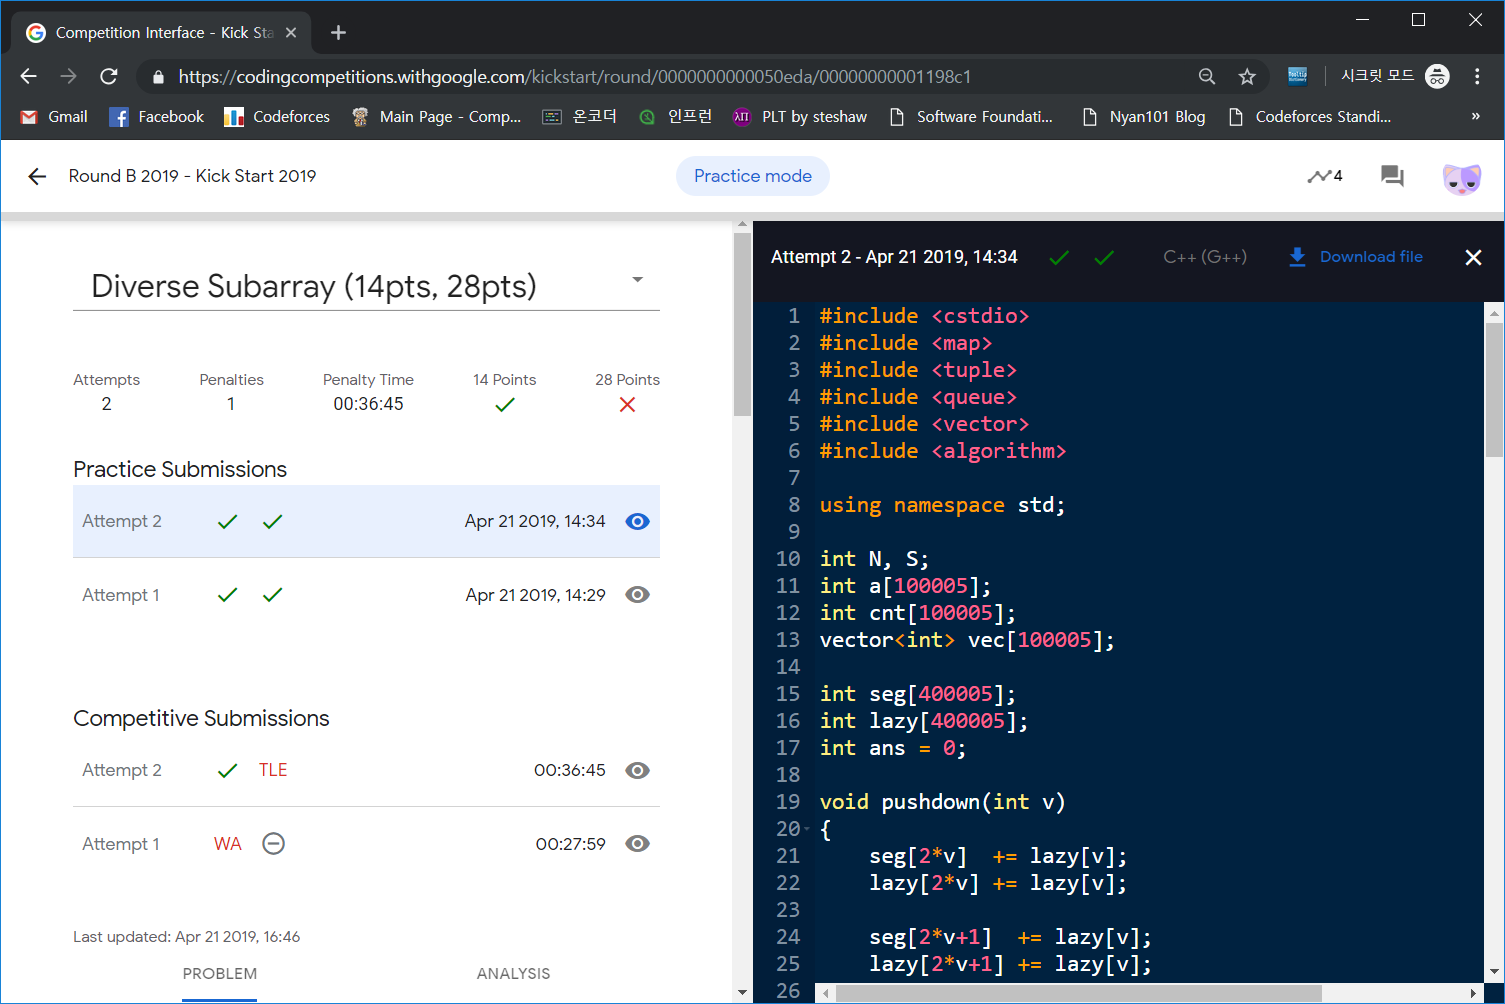 Competition Interface - Kick Sta
https://codingcompetitions.withgoogle.com/kickstart/round/0000000000050eda/00000000001198c1
시크릿 모드
Gmail Facebook Codeforces Main Page - Comp... 온코더 인프런 λΠ PLT by steshaw Software Foundati... Nyan101 Blog Codeforces Standi... »
Round B 2019 - Kick Start 2019
Practice mode
4
Diverse Subarray (14pts, 28pts)
Attempts Penalties Penalty Time 14 Points 28 Points
2 1 00:36:45
Practice Submissions
Attempt 2 Apr 21 2019, 14:34
Attempt 1 Apr 21 2019, 14:29
Competitive Submissions
Attempt 2 TLE 00:36:45
Attempt 1 WA 00:27:59
Last updated: Apr 21 2019, 16:46
PROBLEM ANALYSIS
Attempt 2 - Apr 21 2019, 14:34 C++ (G++) Download file
1 #include <cstdio>
2 #include <map>
3 #include <tuple>
4 #include <queue>
5 #include <vector>
6 #include <algorithm>
7
8 using namespace std;
9
10 int N, S;
11 int a[100005];
12 int cnt[100005];
13 vector<int> vec[100005];
14
15 int seg[400005];
16 int lazy[400005];
17 int ans = 0;
18
19 void pushdown(int v)
20 {
21 seg[2*v] += lazy[v];
22 lazy[2*v] += lazy[v];
23
24 seg[2*v+1] += lazy[v];
25 lazy[2*v+1] += lazy[v];
26